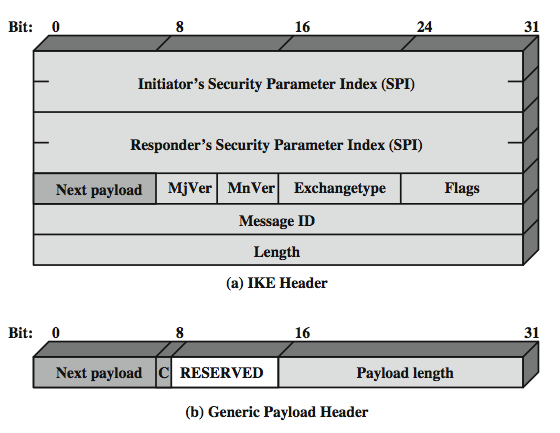 Bit: 0 8 16 24 31
Initiator's Security Parameter Index (SPI)
Responder's Security Parameter Index (SPI)
Next payload MjVer MnVer Exchangetype Flags
Message ID
Length
(a) IKE Header
Bit: 0 8 16 31
Next payload C RESERVED Payload length
(b) Generic Payload Header